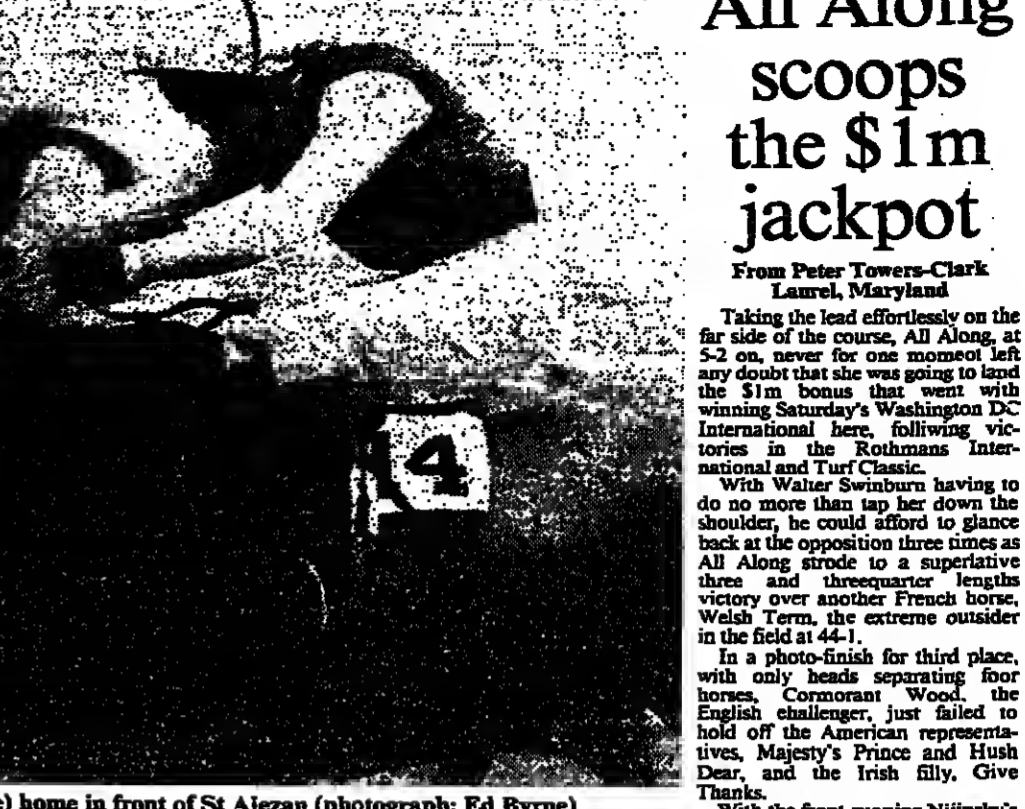 All Along
scoops
the $1m
jackpot
From Peter Towers-Clark
Laurel, Maryland
Taking the lead effortlessly on the
far side of the course, All Along, at
5-2 on, never for one momeot left
any doubt that she was going to land
the $1m bonus that went with
winning Saturday's Washington DC
International here, folliwing vic-
tories in the Rothmans Inter-
national and Turf Classic.
With Walter Swinburn having to
do no more than tap her down the
shoulder, he could afford to glance
back at the opposition three times as
All Along strode to a superlative
three and threequarter lengths
victory over another French horse,
Welsh Term, the extreme outsider
in the field at 44-1.
In a photo-finish for third place,
with only heads separating foor
horses, Cormorant Wood, the
English ehallenger, just failed to
hold off the American representa-
tives, Majesty's Prince and Hush
Dear, and the Irish filly, Give
Thanks.
4
home in front of St Ajezan (photograph: Ed Byrne)